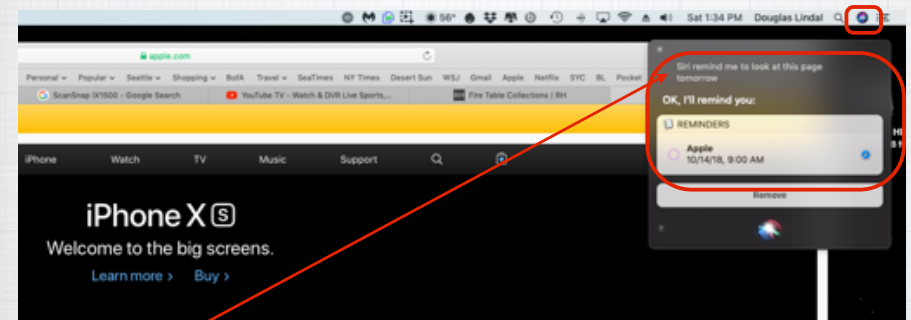 56° Sat 1:34 PM Douglas Lindal
apple.com
Personal Popular Seattle Shopping BofA Travel SeaTimes NY Times Desert Sun WSJ Gmail Apple Netflix SYC BL Pocket
ScanSnap iX1500 - Google Search YouTube TV - Watch & DVR Live Sports,... Fire Table Collections | RH
iPhone Watch TV Music Support
iPhone X S
Welcome to the big screens.
Learn more > Buy >
Siri remind me to look at this page
tomorrow
OK, I'll remind you:
REMINDERS
Apple
10/14/18, 9:00 AM
Remove